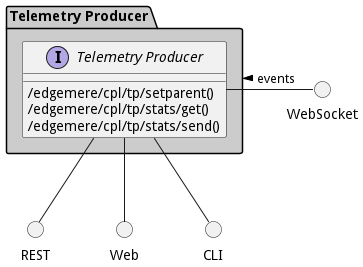 Telemetry Producer
I Telemetry Producer
/edgemere/cpl/tp/setparent()
/edgemere/cpl/tp/stats/get()
/edgemere/cpl/tp/stats/send()
events
WebSocket
REST
Web
CLI